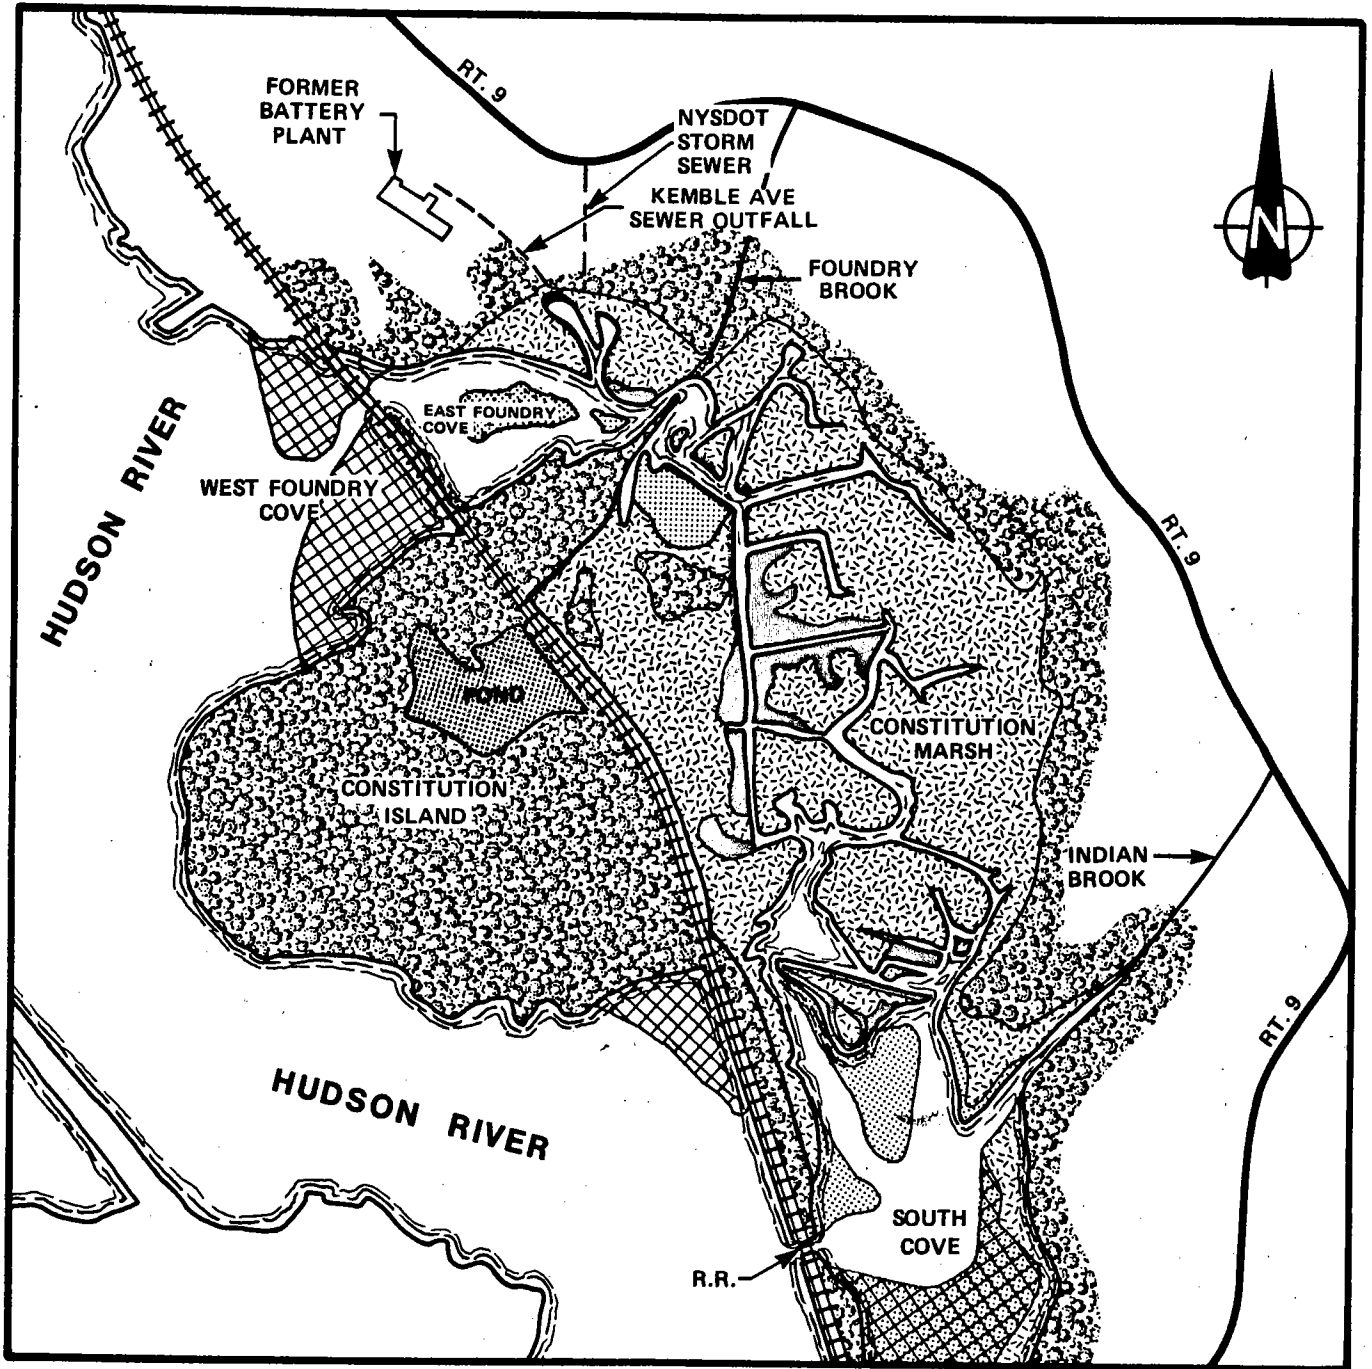 RT. 9
FORMER
BATTERY
PLANT
NYSDOT
STORM
SEWER
KEMBLE AVE
SEWER OUTFALL
FOUNDRY
BROOK
N
EAST FOUNDRY
COVE
HUDSON RIVER
WEST FOUNDRY
COVE
RT. 9
POND
CONSTITUTION
MARSH
CONSTITUTION
ISLAND
INDIAN
BROOK
RT. 9
HUDSON RIVER
SOUTH
COVE
R.R.